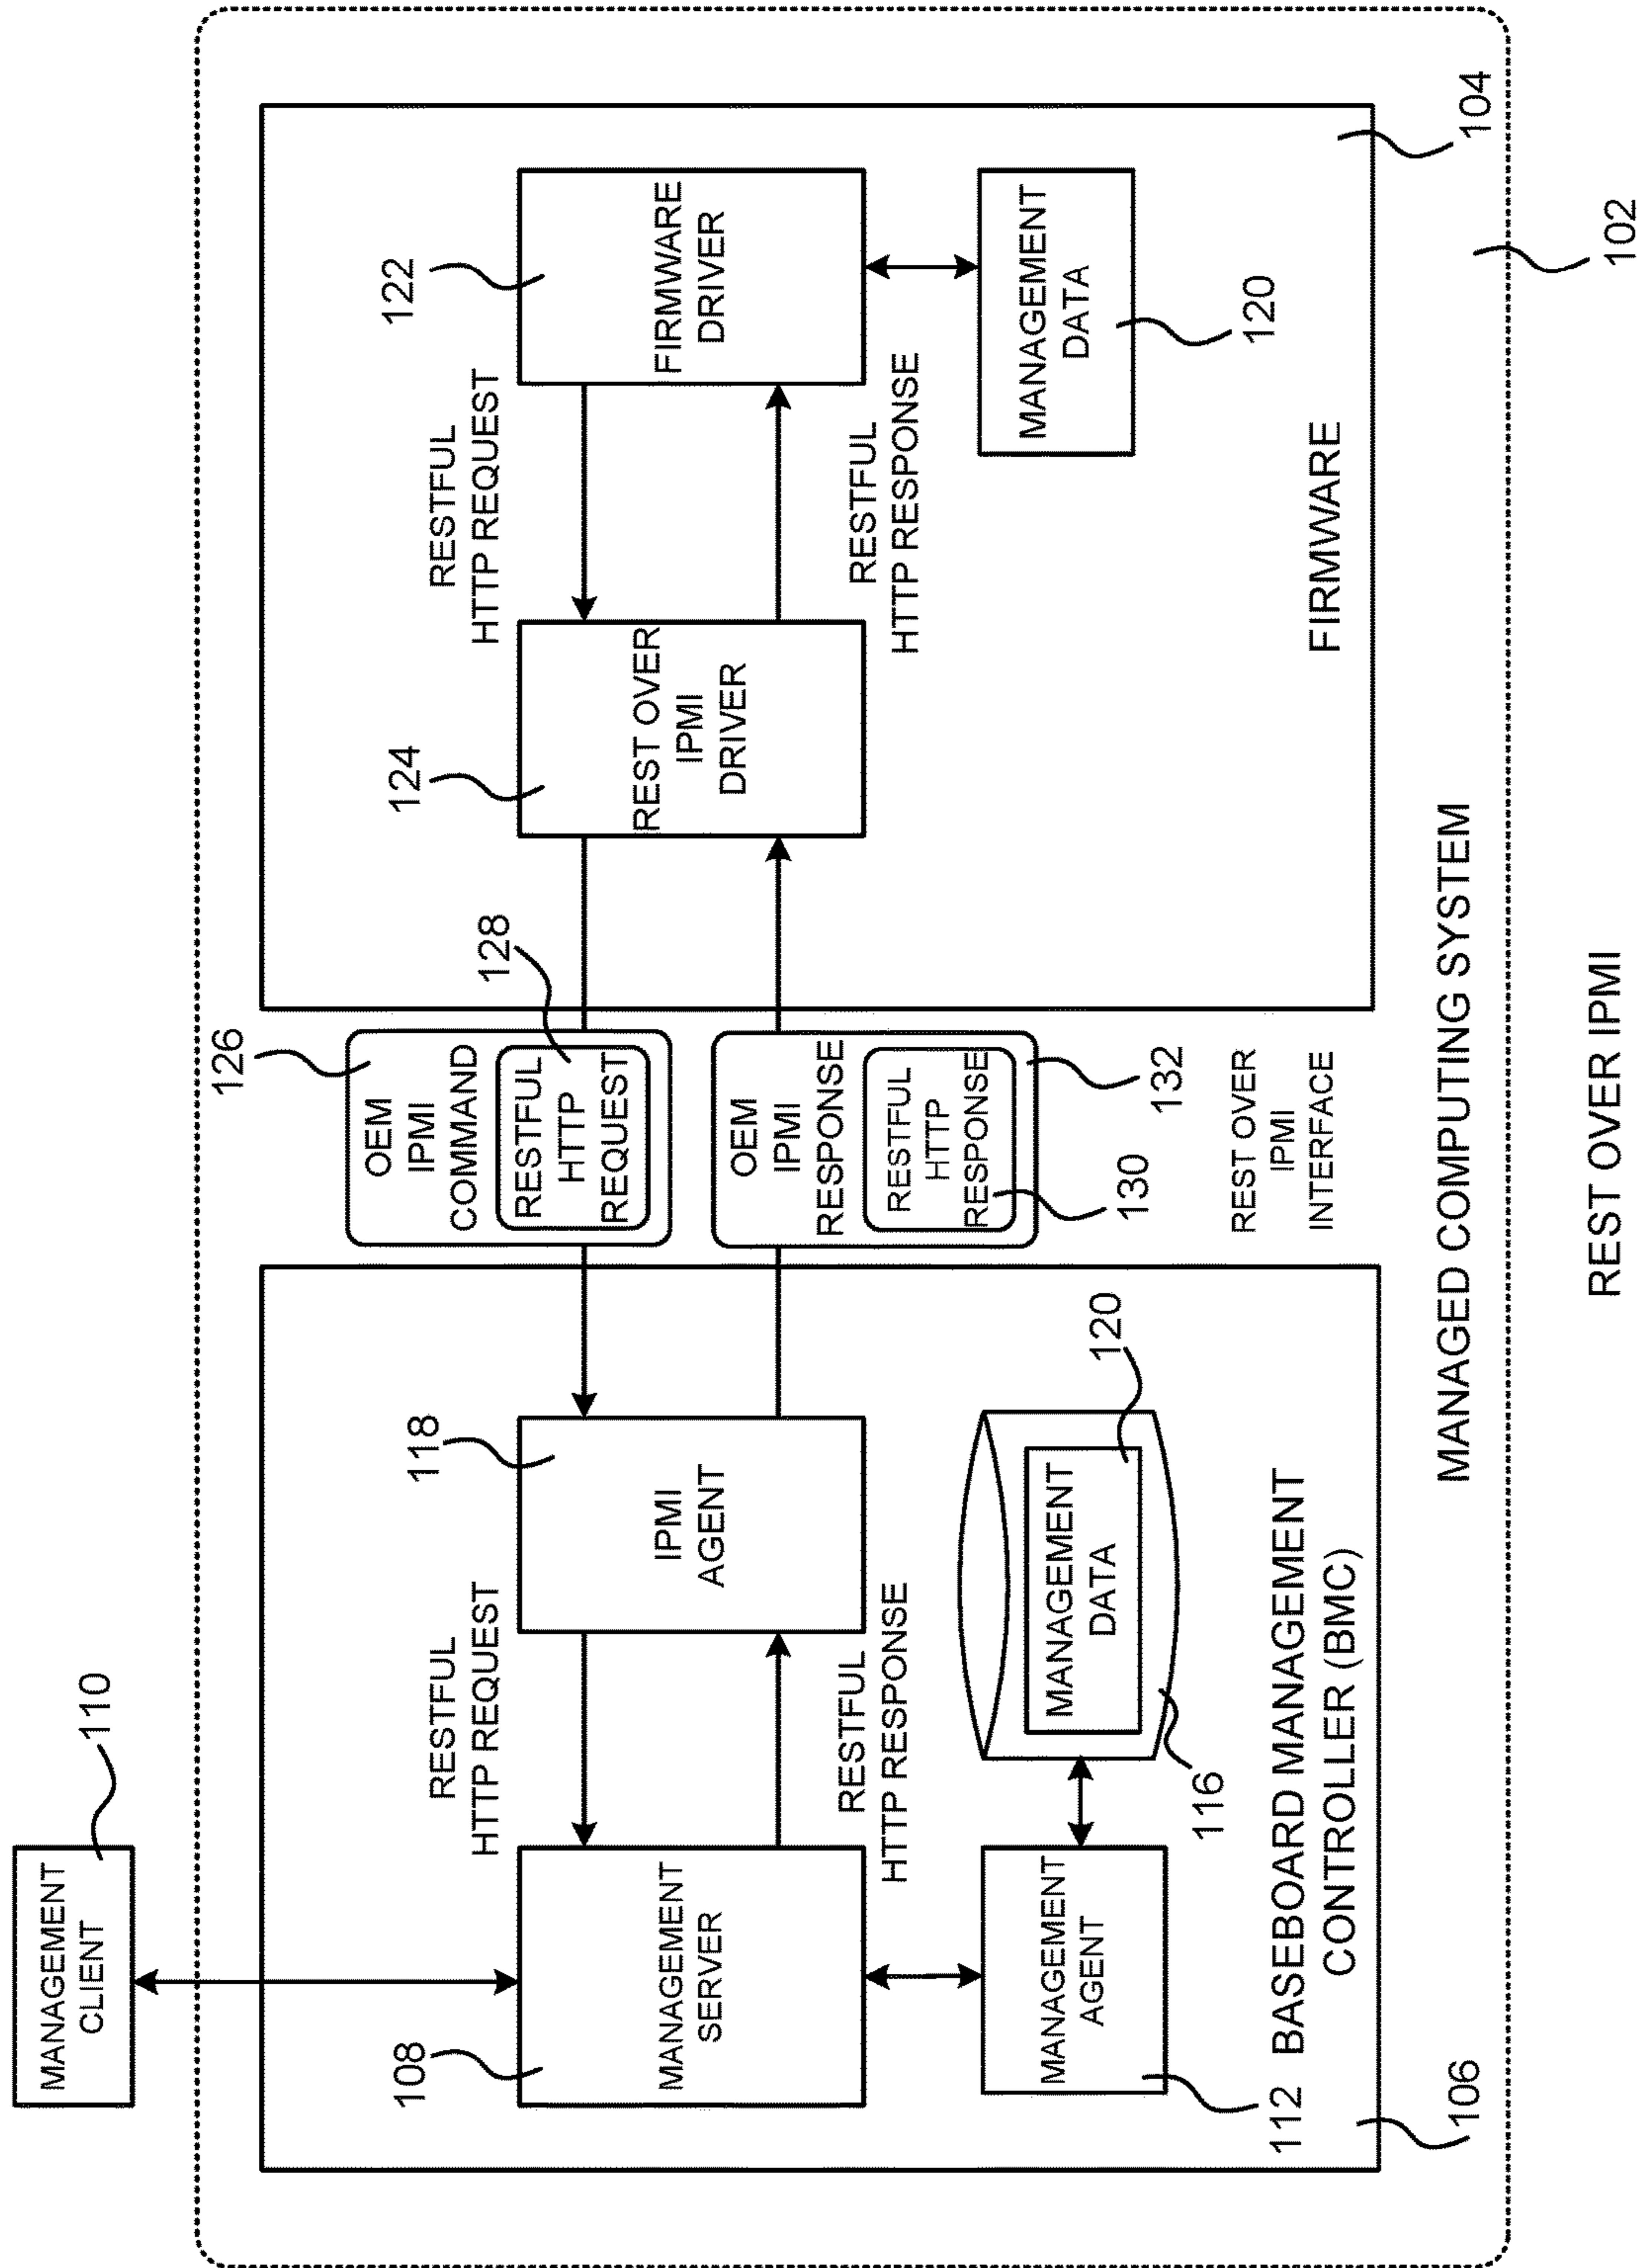 MANAGEMENT
CLIENT
110
108
MANAGEMENT
SERVER
RESTFUL
HTTP REQUEST
RESTFUL
HTTP RESPONSE
118
IPMI
AGENT
MANAGEMENT
AGENT
112
116
MANAGEMENT
DATA
120
BASEBOARD MANAGEMENT
CONTROLLER (BMC)
106
126
OEM
IPMI
COMMAND
128
RESTFUL
HTTP
REQUEST
OEM
IPMI
RESPONSE
RESTFUL
HTTP
RESPONSE
130
132
REST OVER
IPMI
INTERFACE
124
REST OVER
IPMI
DRIVER
RESTFUL
HTTP REQUEST
RESTFUL
HTTP RESPONSE
122
FIRMWARE
DRIVER
MANAGEMENT
DATA
120
FIRMWARE
104
MANAGED COMPUTING SYSTEM
102
REST OVER IPMI